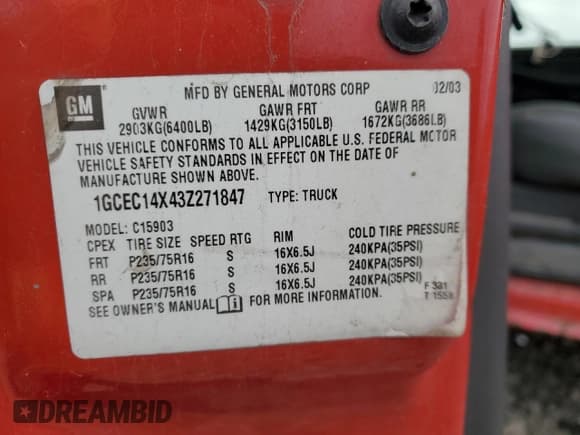 GM
MFD BY GENERAL MOTORS CORP 02/03
GVWR GAWR FRT GAWR RR
2903KG(6400LB) 1429KG(3150LB) 1672KG(3686LB)
THIS VEHICLE CONFORMS TO ALL APPLICABLE U.S. FEDERAL MOTOR
VEHICLE SAFETY STANDARDS IN EFFECT ON THE DATE OF
MANUFACTURE SHOWN ABOVE.
1GCEC14X43Z271847 TYPE: TRUCK
MODEL: C15903
CPEX TIRE SIZE SPEED RTG RIM COLD TIRE PRESSURE
FRT P235/75R16 S 16X6.5J 240KPA(35PSI)
RR P235/75R16 S 16X6.5J 240KPA(35PSI)
SPA P235/75R16 S 16X6.5J 240KPA(35PSI)
SEE OWNER'S MANUAL FOR MORE INFORMATION.
F 331
T 1558
DREAMBID